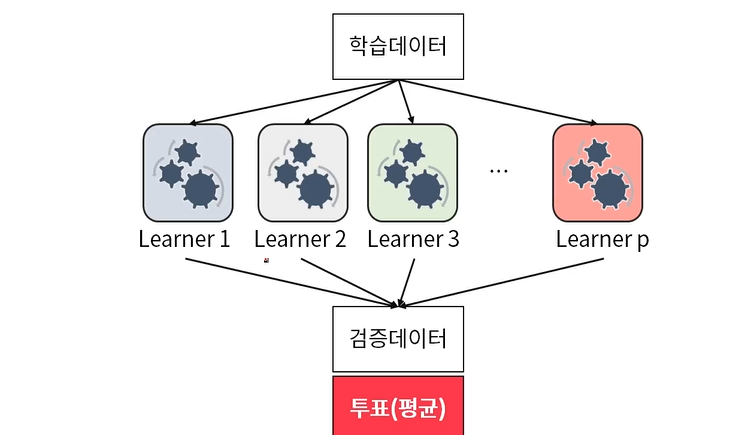 학습데이터
...
Learner 1
Learner 2
Learner 3
Learner p
검증데이터
투표(평균)